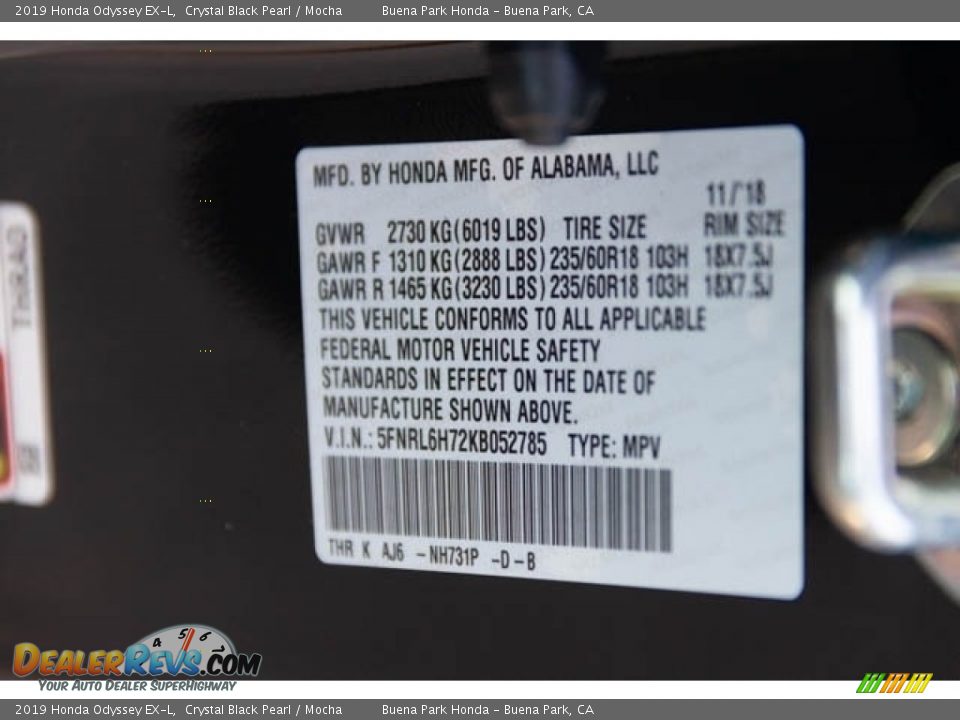 2019 Honda Odyssey EX-L, Crystal Black Pearl / Mocha Buena Park Honda - Buena Park, CA
MFD. BY HONDA MFG. OF ALABAMA, LLC
11/'18
GVWR 2730 KG(6019 LBS) TIRE SIZE RIM SIZE
GAWR F 1310 KG(2888 LBS) 235/60R18 103H 18X7.5J
GAWR R 1465 KG(3230 LBS) 235/60R18 103H 18X7.5J
THIS VEHICLE CONFORMS TO ALL APPLICABLE
FEDERAL MOTOR VEHICLE SAFETY
STANDARDS IN EFFECT ON THE DATE OF
MANUFACTURE SHOWN ABOVE.
V.I.N.: 5FNRL6H72KB052785 TYPE: MPV
THR K AJ6 -NH731P -D-B
THRAO
4 5 6 7
DEALERREVS.COM
YOUR AUTO DEALER SUPERHIGHWAY
2019 Honda Odyssey EX-L, Crystal Black Pearl / Mocha Buena Park Honda - Buena Park, CA